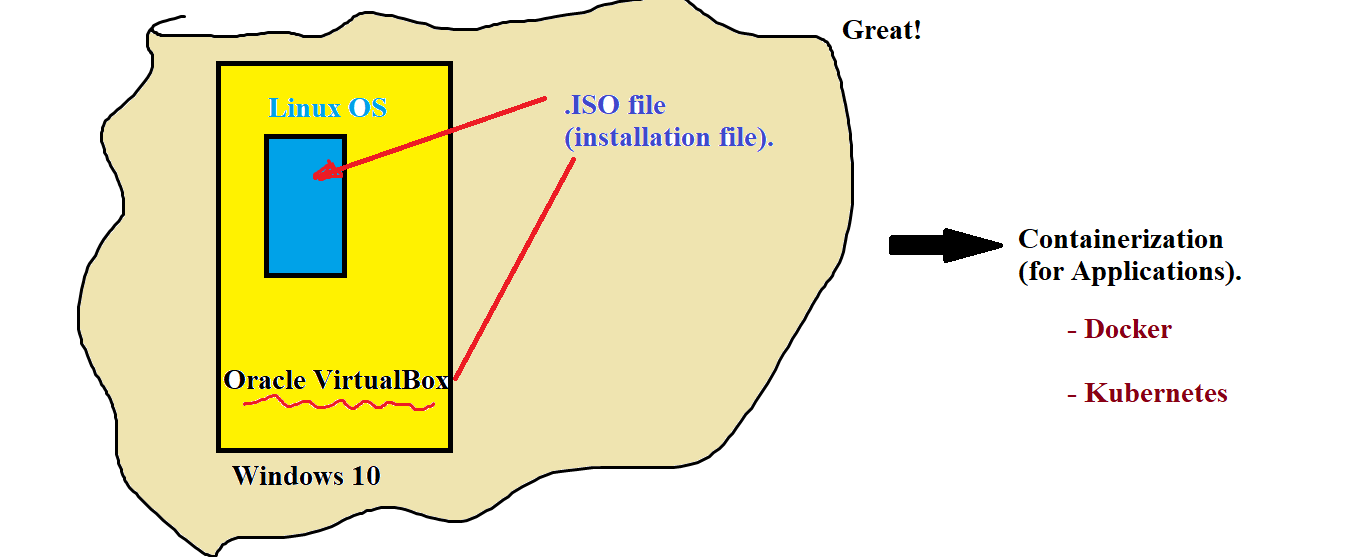 Great!
Linux OS
.ISO file
(installation file).
Containerization
(for Applications).
- Docker
Oracle VirtualBox
- Kubernetes
Windows 10